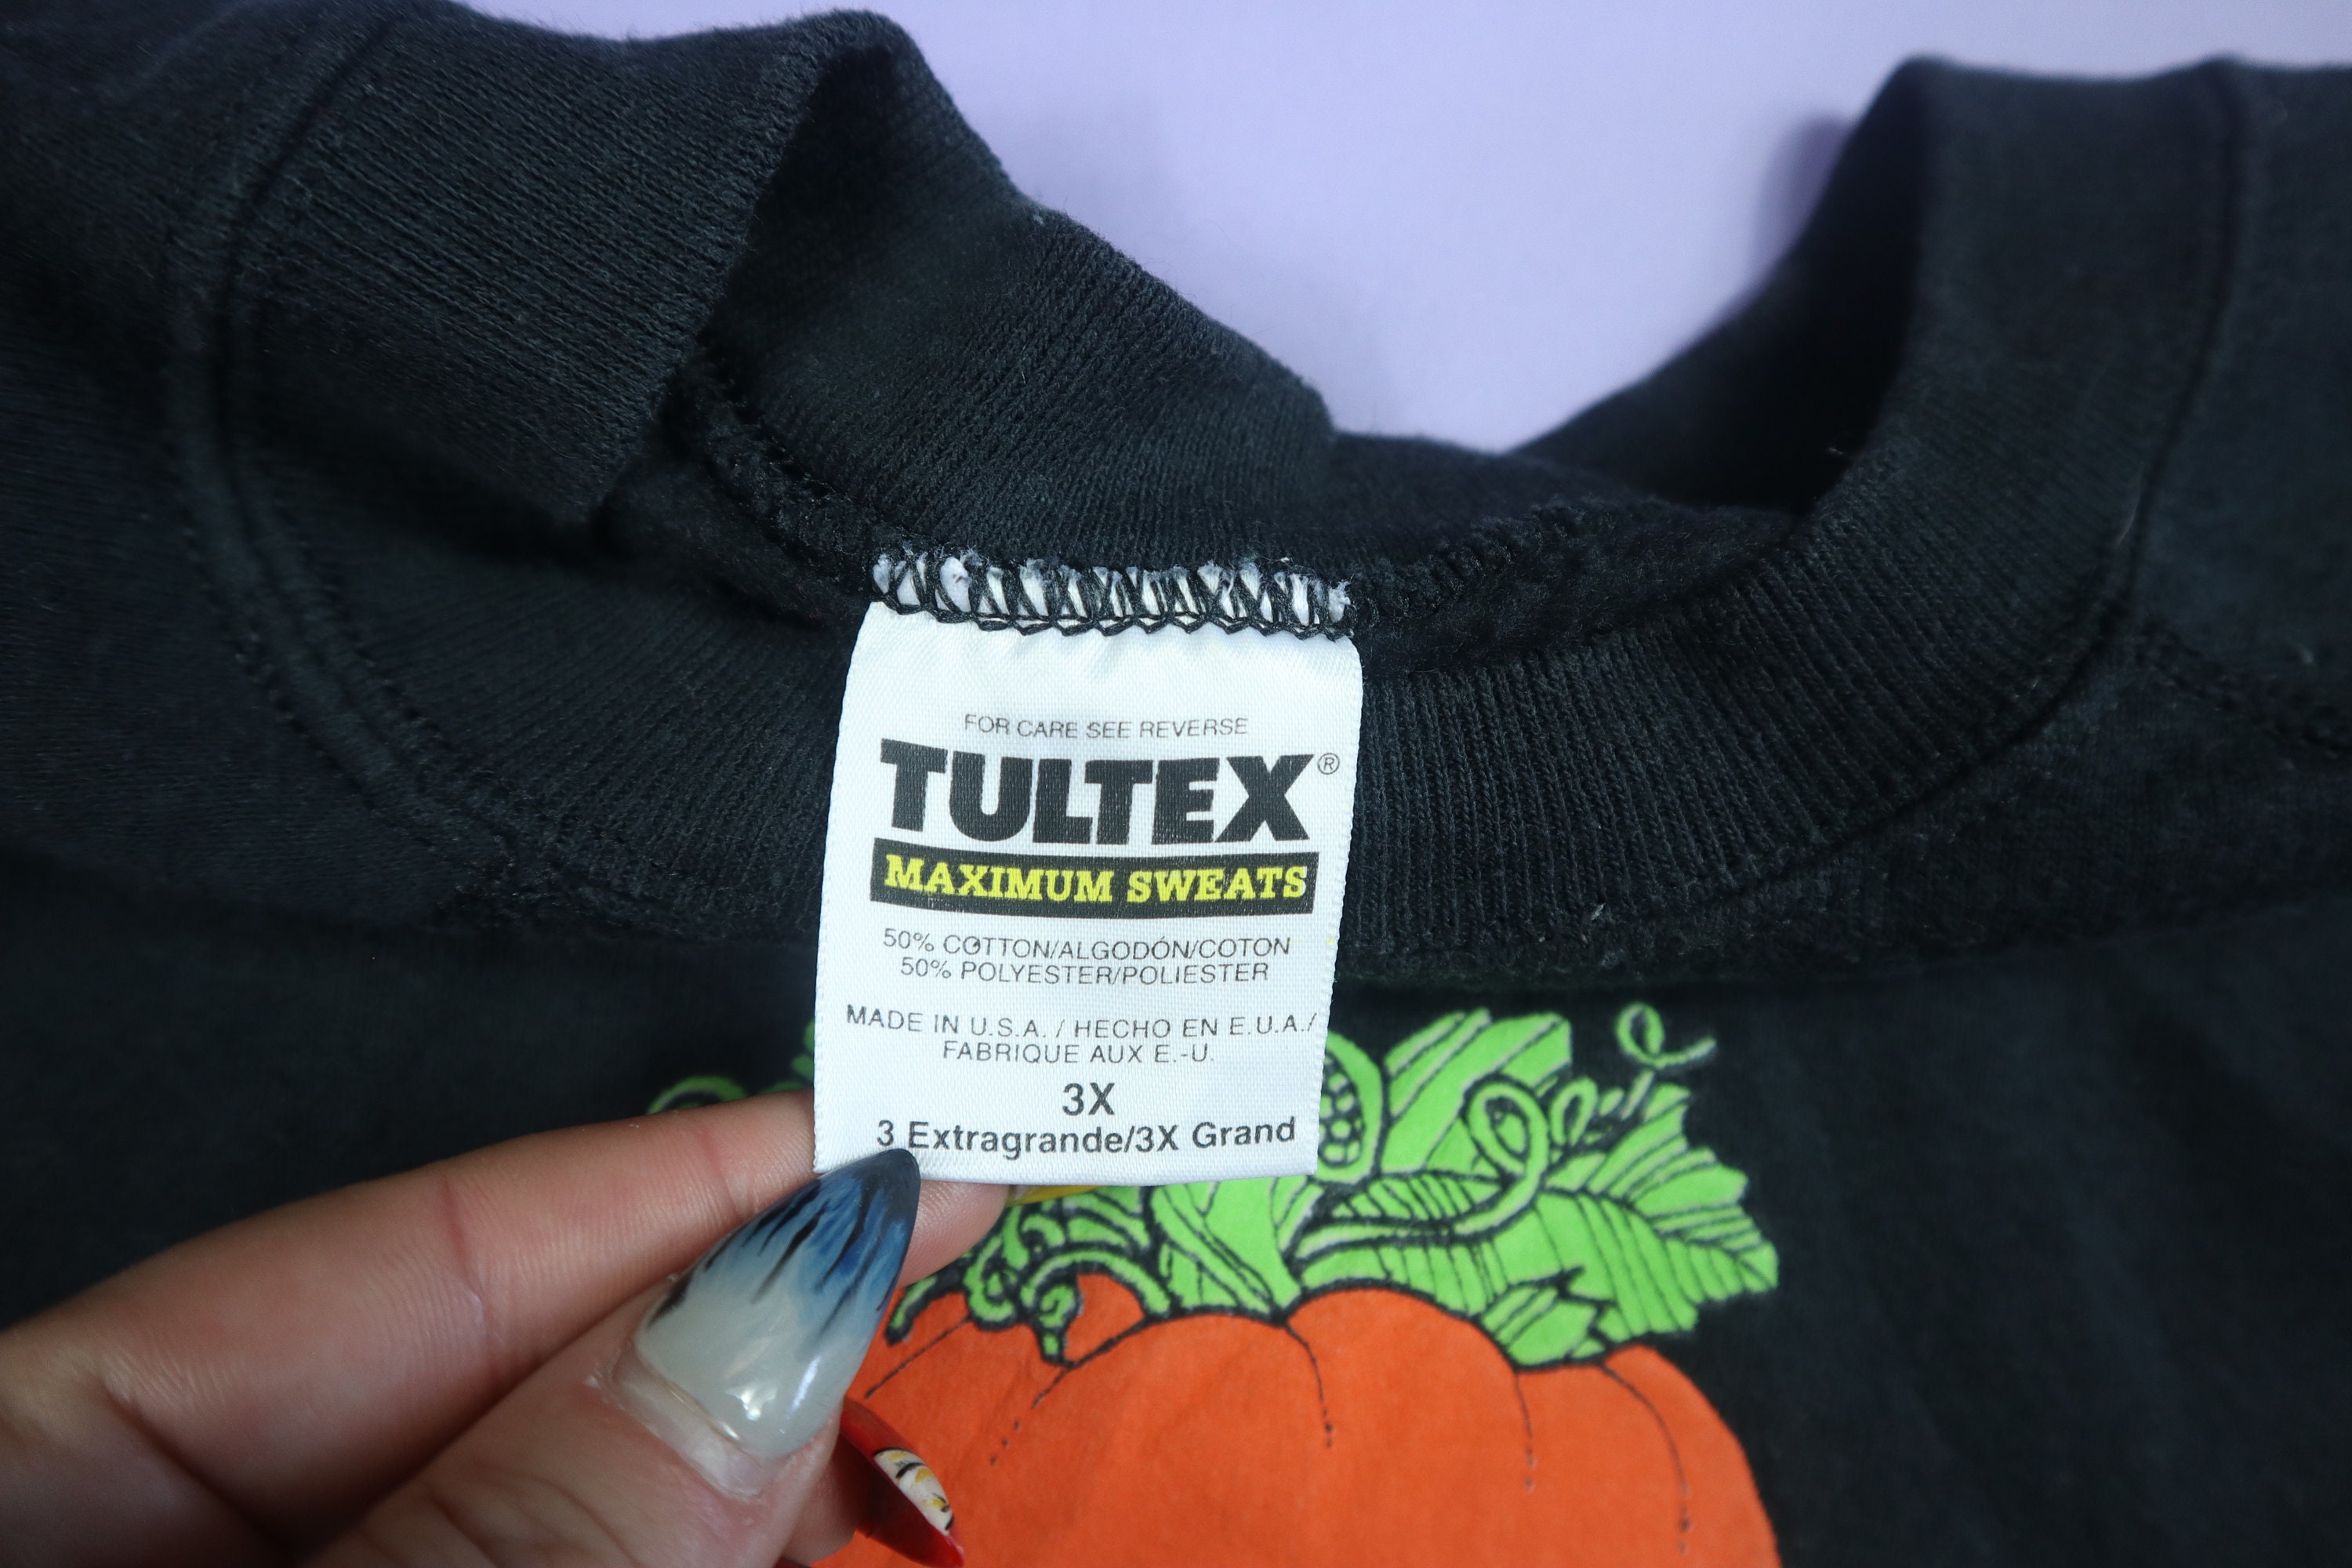 FOR CARE SEE REVERSE
TULTEX®
MAXIMUM SWEATS
50% COTTON/ALGODÓN/COTON
50% POLYESTER/POLIESTER
MADE IN U.S.A. / HECHO EN E.U.A./
FABRIQUE AUX E.-U.
3X
3 Extragrande/3X Grand